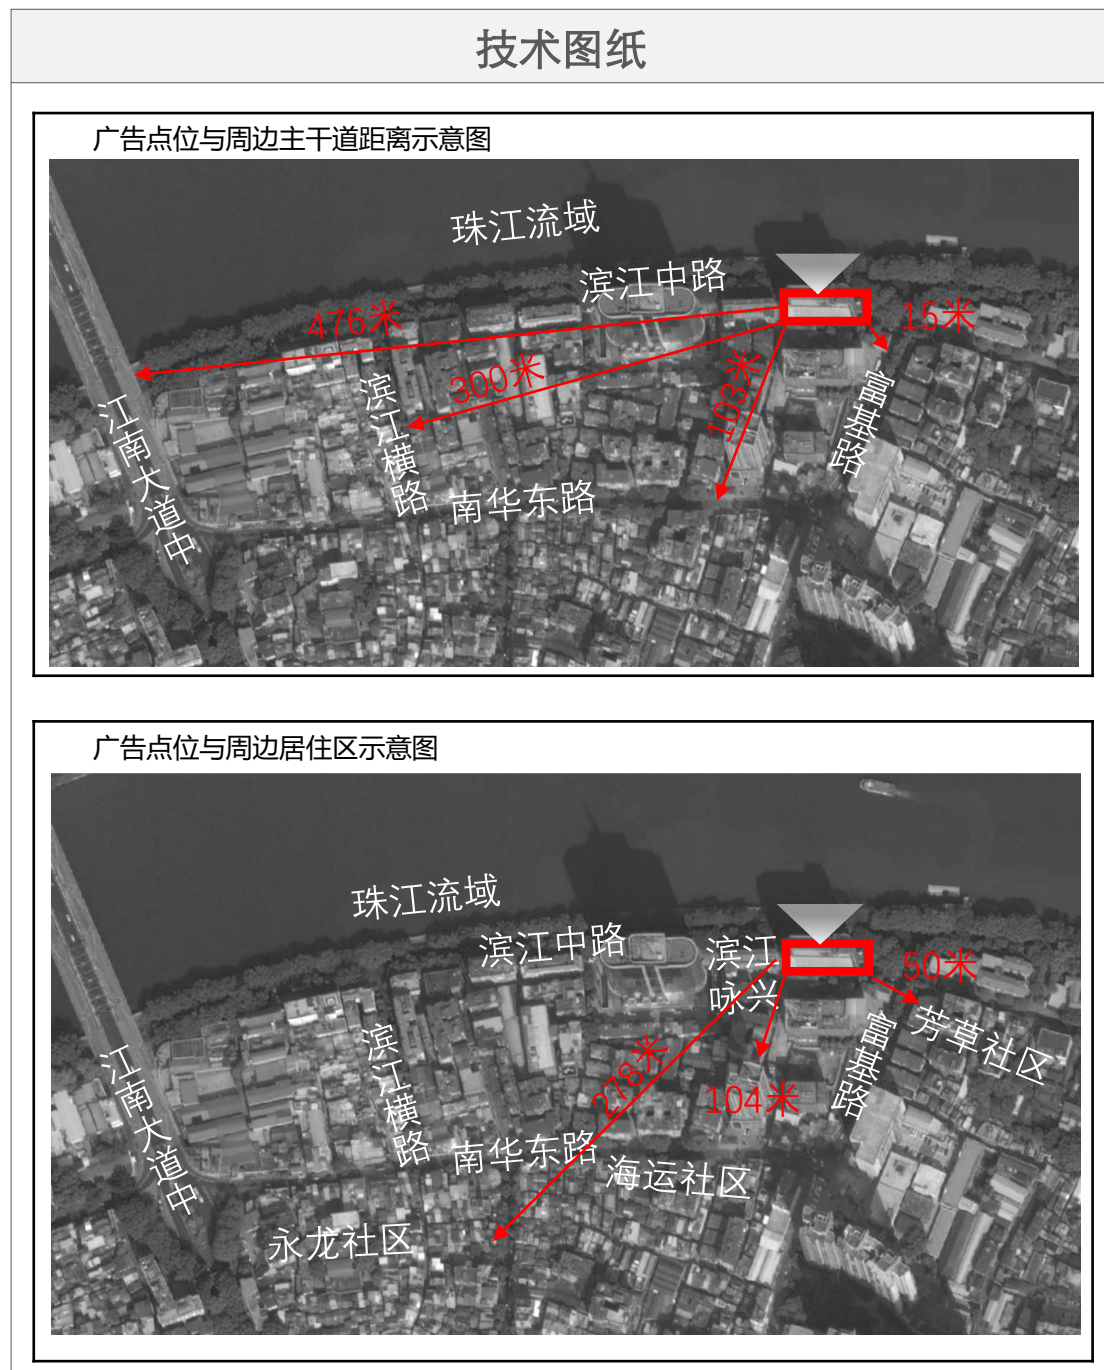 技术图纸
广告点位与周边主干道距离示意图
珠江流域
滨江中路
476米
300米
103米
15米
滨江横路
富基路
江南大道中
南华东路
广告点位与周边居住区示意图
珠江流域
滨江中路
滨江
咏兴
50米
芳草社区
富基路
278米
104米
滨江横路
江南大道中
南华东路
海运社区
永龙社区